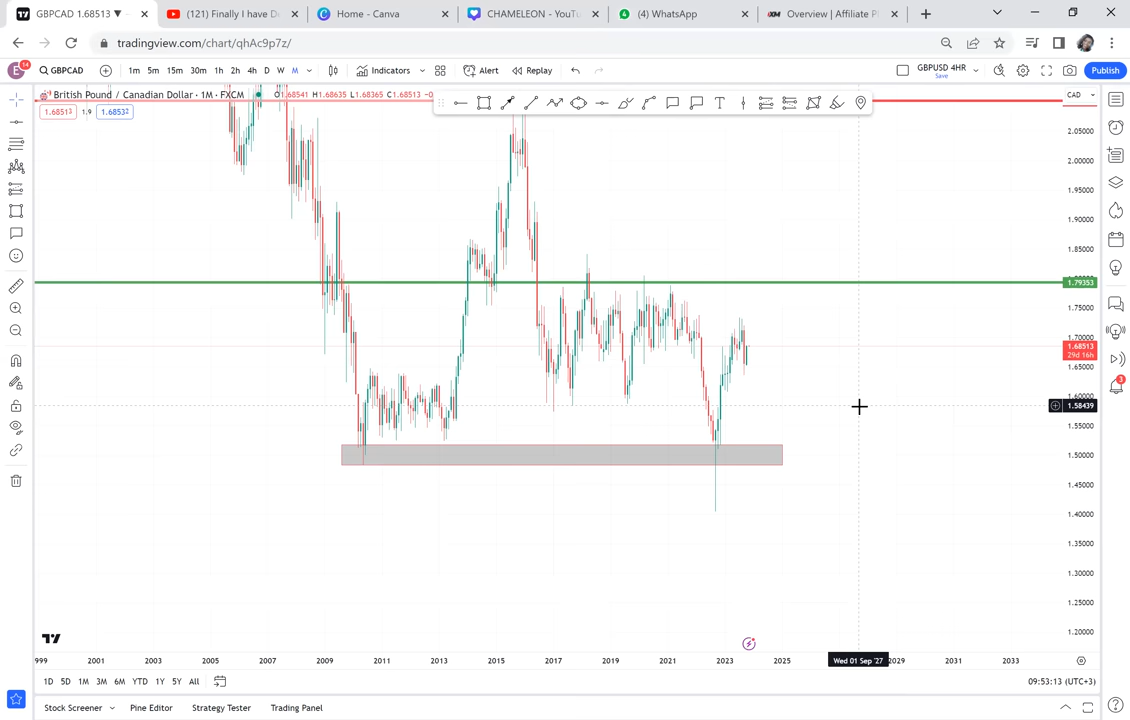 GBPCAD 1.68513 ▼
(121) Finally I have D
Home - Canva
CHAMELEON - YouTu
(4) WhatsApp
Overview | Affiliate P
tradingview.com/chart/qhAc9p7z/
E 14
GBPCAD
1m 5m 15m 30m 1h 2h 4h D W M
Indicators
Alert
Replay
GBPUSD 4HR
Save
Publish
British Pound / Canadian Dollar · 1M · FXCM
O1.68541 H1.68635 L1.68365 C1.68513
1.68513 1.9 1.68532
CAD
2.05000
2.00000
1.95000
1.90000
1.85000
1.79353
1.75000
1.70000
1.68513
29d 16h
1.65000
1.60000
1.58439
1.55000
1.50000
1.45000
1.40000
1.35000
1.30000
1.25000
1.20000
3
999 2001 2003 2005 2007 2009 2011 2013 2015 2017 2019 2021 2023 2025 Wed 01 Sep '27 2029 2031 2033
1D 5D 1M 3M 6M YTD 1Y 5Y All
09:53:13 (UTC+3)
Stock Screener
Pine Editor
Strategy Tester
Trading Panel